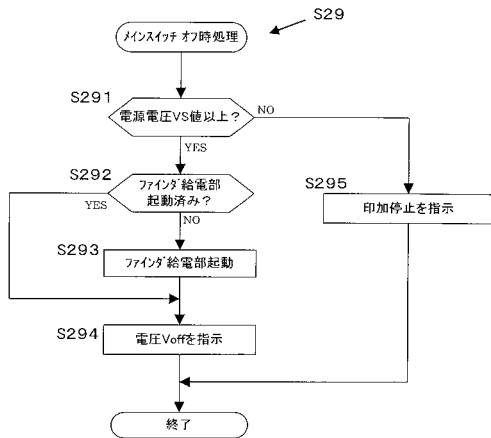 S29
メインスイッチ オフ時処理
S291
電源電圧VS値以上?
NO
YES
S292
ファインダ給電部
起動済み?
YES
NO
S295
印加停止を指示
S293
ファインダ給電部起動
S294
電圧Voffを指示
終了